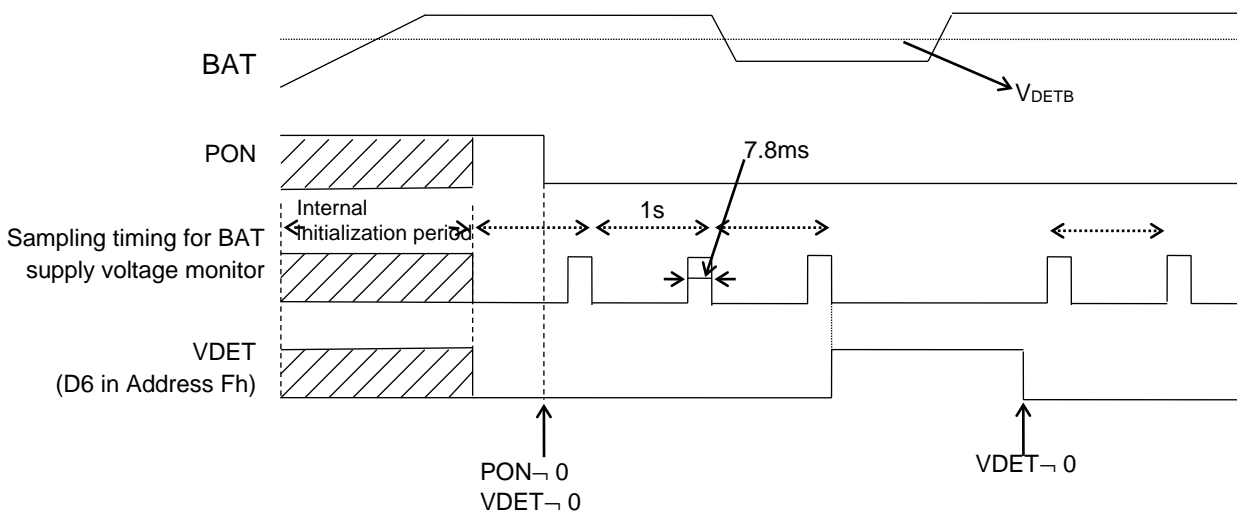 BAT
VDETB
PON
7.8ms
Internal
Initialization period
1s
Sampling timing for BAT
supply voltage monitor
VDET
(D6 in Address Fh)
PON¬ 0
VDET¬ 0
VDET¬ 0